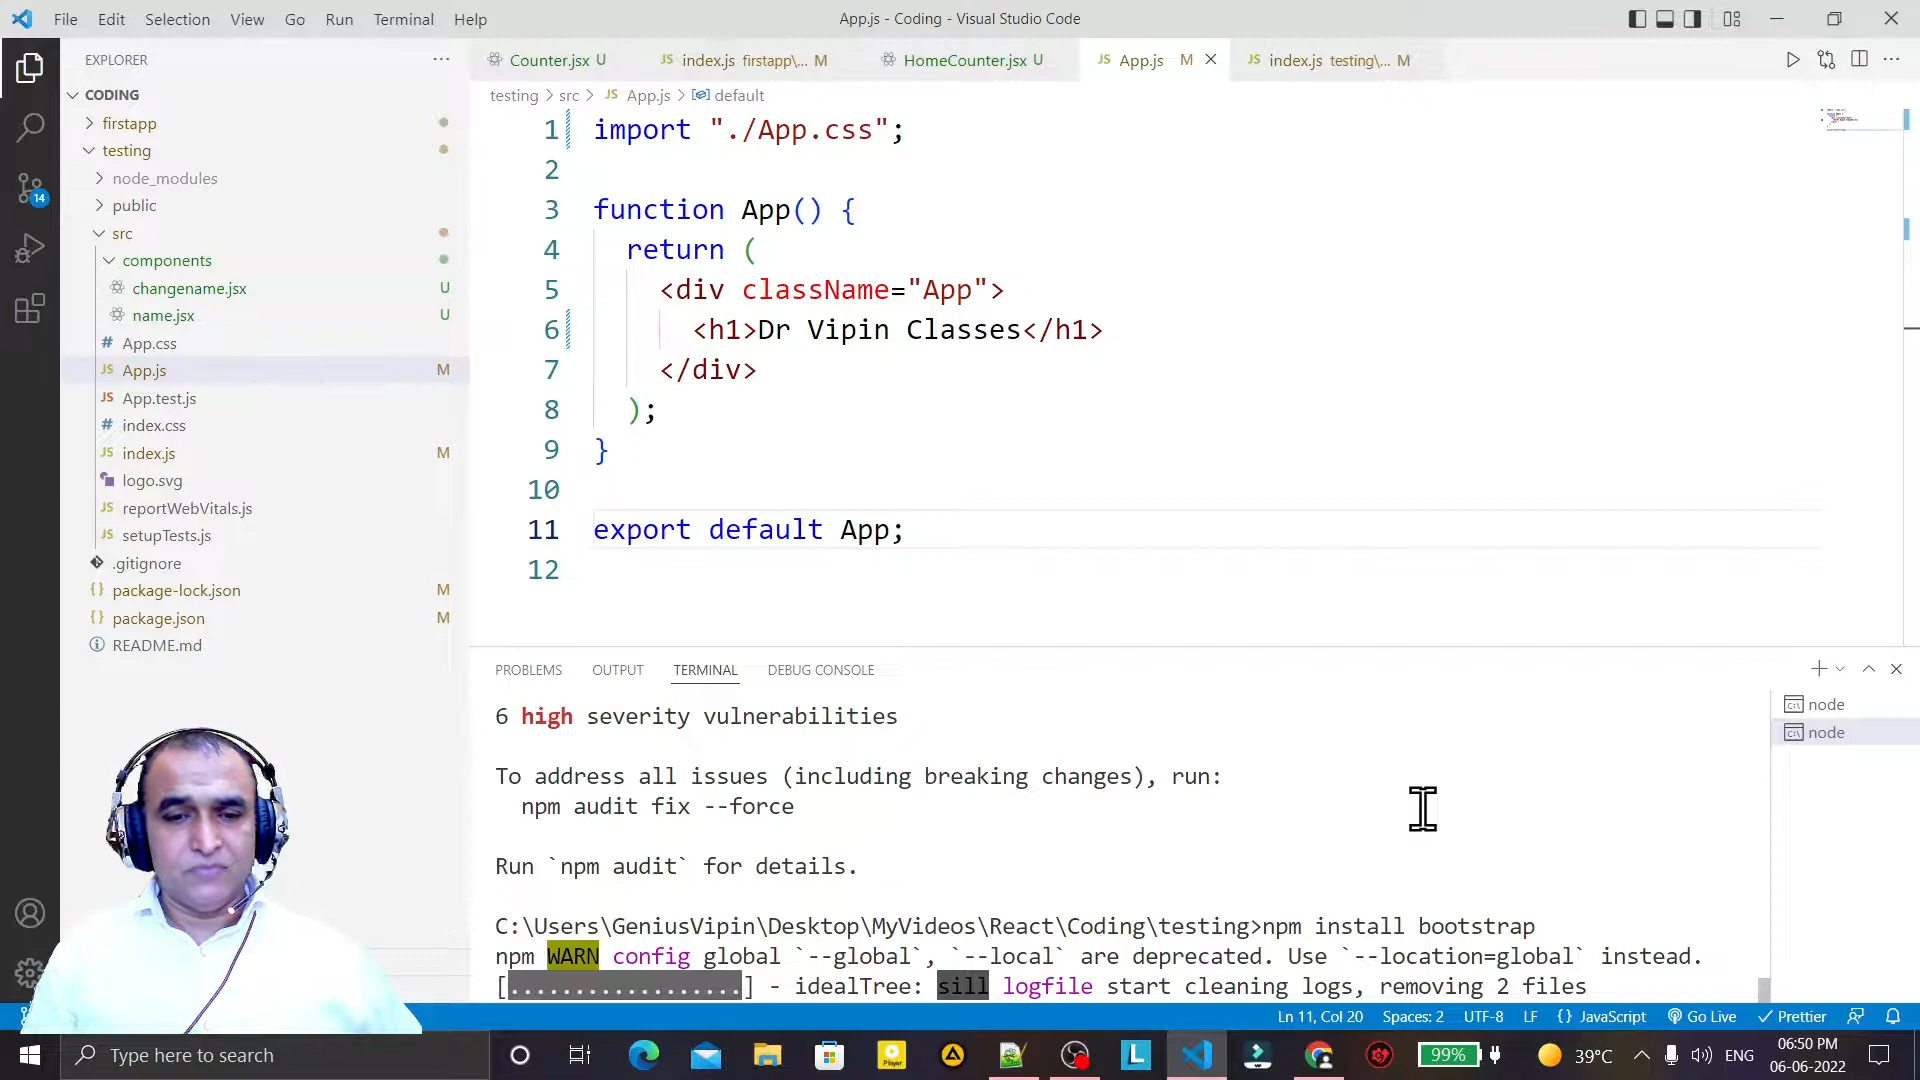 File Edit Selection View Go Run Terminal Help
App.js - Coding - Visual Studio Code
EXPLORER
Counter.jsx U
index.js firstapp\... M
HomeCounter.jsx U
App.js M
index.js testing\... M
CODING
testing > src > JS App.js > default
firstapp
testing
node_modules
public
src
components
changename.jsx U
name.jsx U
# App.css
JS App.js M
JS App.test.js
# index.css
JS index.js M
logo.svg
JS reportWebVitals.js
JS setupTests.js
.gitignore
{} package-lock.json M
{} package.json M
README.md
14
1 import "./App.css";
2
3 function App() {
4 return (
5 <div className="App">
6 <h1>Dr Vipin Classes</h1>
7 </div>
8 );
9 }
10
11 export default App;
12
PROBLEMS OUTPUT TERMINAL DEBUG CONSOLE
node
node
6 high severity vulnerabilities
To address all issues (including breaking changes), run:
npm audit fix --force
Run `npm audit` for details.
C:\Users\GeniusVipin\Desktop\MyVideos\React\Coding\testing>npm install bootstrap
npm WARN config global `--global`, `--local` are deprecated. Use `--location=global` instead.
[..................] - idealTree: sill logfile start cleaning logs, removing 2 files
Ln 11, Col 20 Spaces: 2 UTF-8 LF {} JavaScript Go Live Prettier
Type here to search
Player
L
99%
39°C
ENG
06:50 PM
06-06-2022